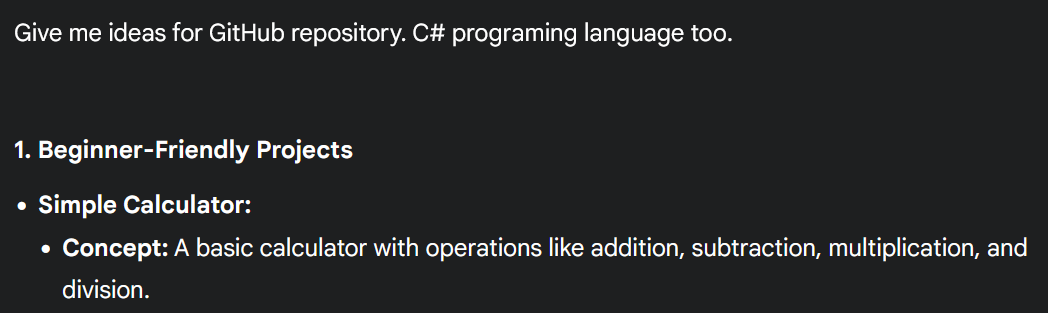 Give me ideas for GitHub repository. C# programing language too.
1. Beginner-Friendly Projects
• Simple Calculator:
• Concept: A basic calculator with operations like addition, subtraction, multiplication, and
division.